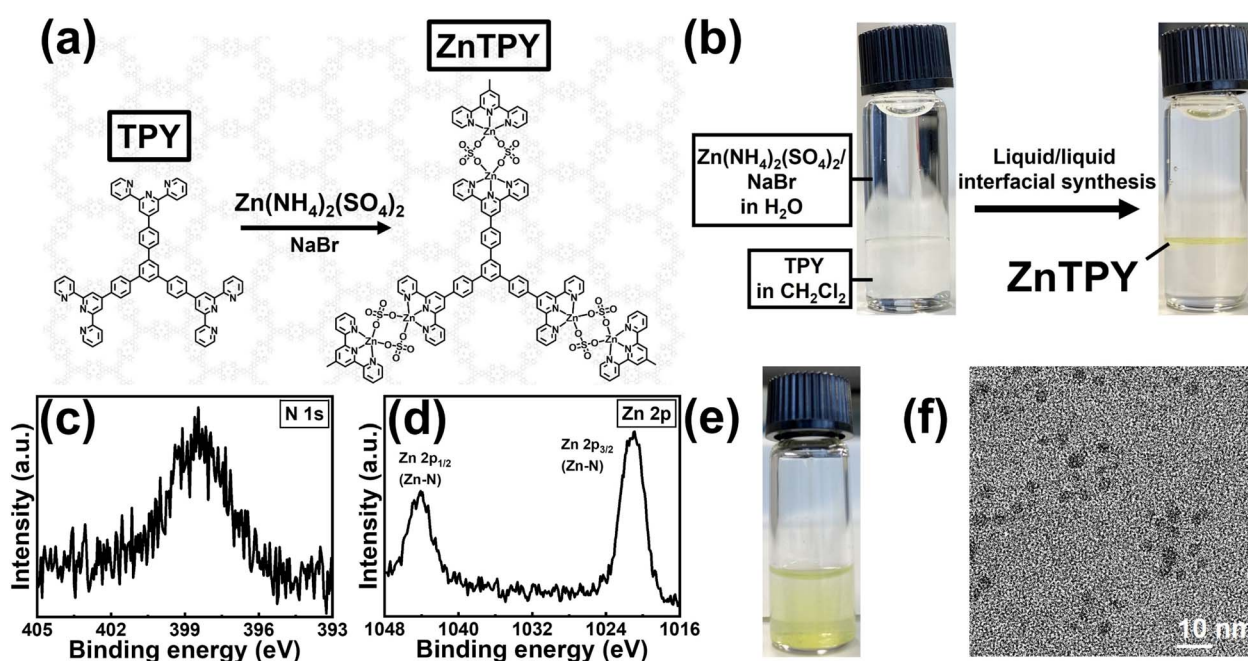 (a)
ZnTPY
TPY
Zn(NH₄)₂(SO₄)₂
NaBr
(b)
Zn(NH₄)₂(SO₄)₂/
NaBr
in H₂O
TPY
in CH₂Cl₂
Liquid/liquid
interfacial synthesis
ZnTPY
(c)
N 1s
Intensity (a.u.)
405 402 399 396 393
Binding energy (eV)
(d)
Zn 2p
Zn 2p₁/₂
(Zn-N)
Zn 2p₃/₂
(Zn-N)
Intensity (a.u.)
1048 1040 1032 1024 1016
Binding energy (eV)
(e)
(f)
10 nm